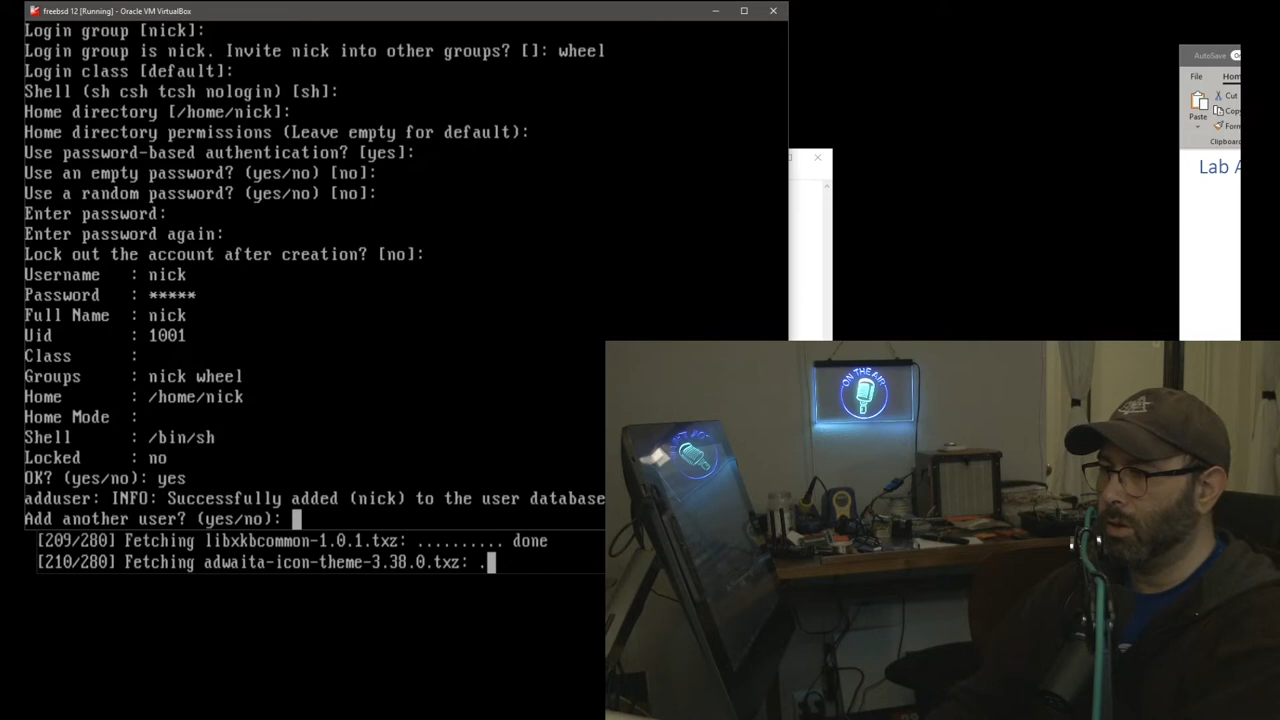 freebsd 12 [Running] - Oracle VM VirtualBox
Login group [nick]:
Login group is nick. Invite nick into other groups? []: wheel
Login class [default]:
Shell (sh csh tcsh nologin) [sh]:
Home directory [/home/nick]:
Home directory permissions (Leave empty for default):
Use password-based authentication? [yes]:
Use an empty password? (yes/no) [no]:
Use a random password? (yes/no) [no]:
Enter password:
Enter password again:
Lock out the account after creation? [no]:
Username : nick
Password : *****
Full Name : nick
Uid : 1001
Class :
Groups : nick wheel
Home : /home/nick
Home Mode :
Shell : /bin/sh
Locked : no
OK? (yes/no): yes
adduser: INFO: Successfully added (nick) to the user database
Add another user? (yes/no):
[209/280] Fetching libxkbcommon-1.0.1.txz: .......... done
[210/280] Fetching adwaita-icon-theme-3.38.0.txz: .
AutoSave
File Hom
Paste
Cut
Copy
Form
Clipboard
Lab A
ON THE AIR